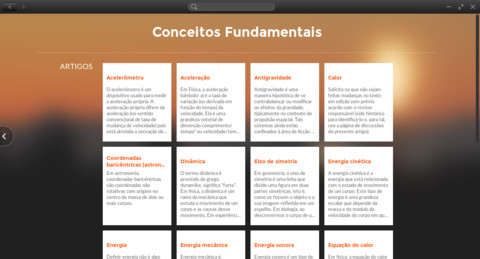 Conceitos Fundamentais
ARTIGOS
Acelerômetro
O acelerômetro é um
dispositivo usado para medir
a aceleração própria. A
aceleração própria difere da
aceleração (no sentido
convencional de taxa de
mudança de velocidade) pois
está atrelada à sensação de...
Aceleração
Em Física, a aceleração
(símbolo: a) é a taxa de
variação (ou derivada em
função do tempo) da
velocidade. Ela é uma
grandeza vetorial de
dimensão comprimento/
tempo² ou velocidade/tem...
Antigravidade
Antigravidade é uma
maneira hipotética de se
contrabalançar ou modificar
os efeitos da gravidade,
tipicamente no contexto de
propulsão espacial. Tais
sistemas ainda estão
confinados à área de ficção ...
Calor
Solicita-se que não sejam
feitas mudanças no texto
em edição sem prévio
acordo com o revisor
responsável (vide histórico
para identificá-lo e, para tal,
use a página de discussões
do presente artigo)
Coordenadas
baricêntricas (astron...
Em astronomia,
coordenadas baricêntricas
são coordenadas não
rotativas com origem no
centro de massa de dois ou
mais corpos.
Dinâmica
O termo dinâmica é
provindo do grego
dynamike, significa "forte"
Em física, a dinâmica é um
ramo da mecânica que
estuda o movimento de um
corpo e as causas desse
movimento. Em experiênci...
Eixo de simetria
Em geometria, o eixo de
simetria é uma linha que
divide uma figura em duas
partes simétricas, isto é,
como se fossem o objeto e a
sua imagem refletida em um
espelho. Em biologia, ao
descrevermos o corpo de u...
Energia cinética
A energia cinética é a
energia que está relacionada
com o estado de movimento
de um corpo. Este tipo de
energia é uma grandeza
escalar que depende da
massa e do módulo da
velocidade do corpo em qu...
Energia
Definir energia não é algo
Energia mecânica
Energia mecânica é,
Energia sonora
Energia sonora é um tipo de
Equação do calor
Em física, a equação do calor